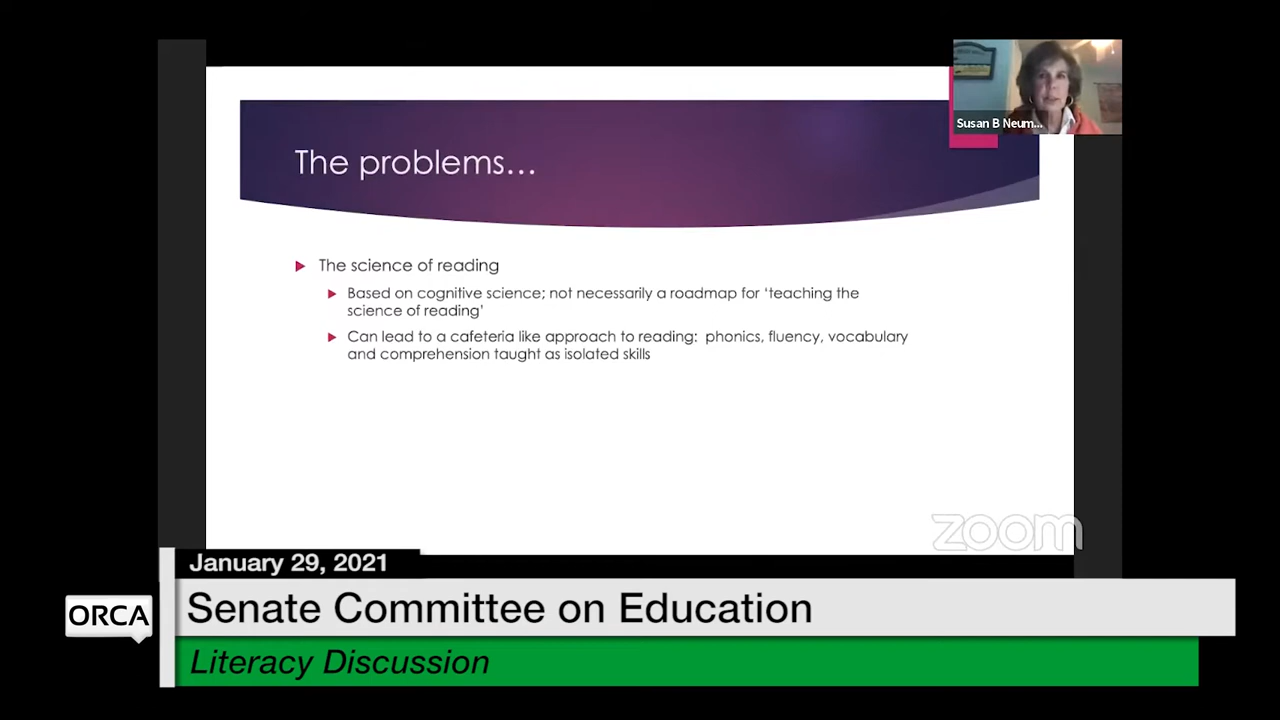 Susan B Neum...
The problems...
The science of reading
Based on cognitive science; not necessarily a roadmap for ‘teaching the
science of reading’
Can lead to a cafeteria like approach to reading: phonics, fluency, vocabulary
and comprehension taught as isolated skills
zoom
January 29, 2021
ORCA
Senate Committee on Education
Literacy Discussion